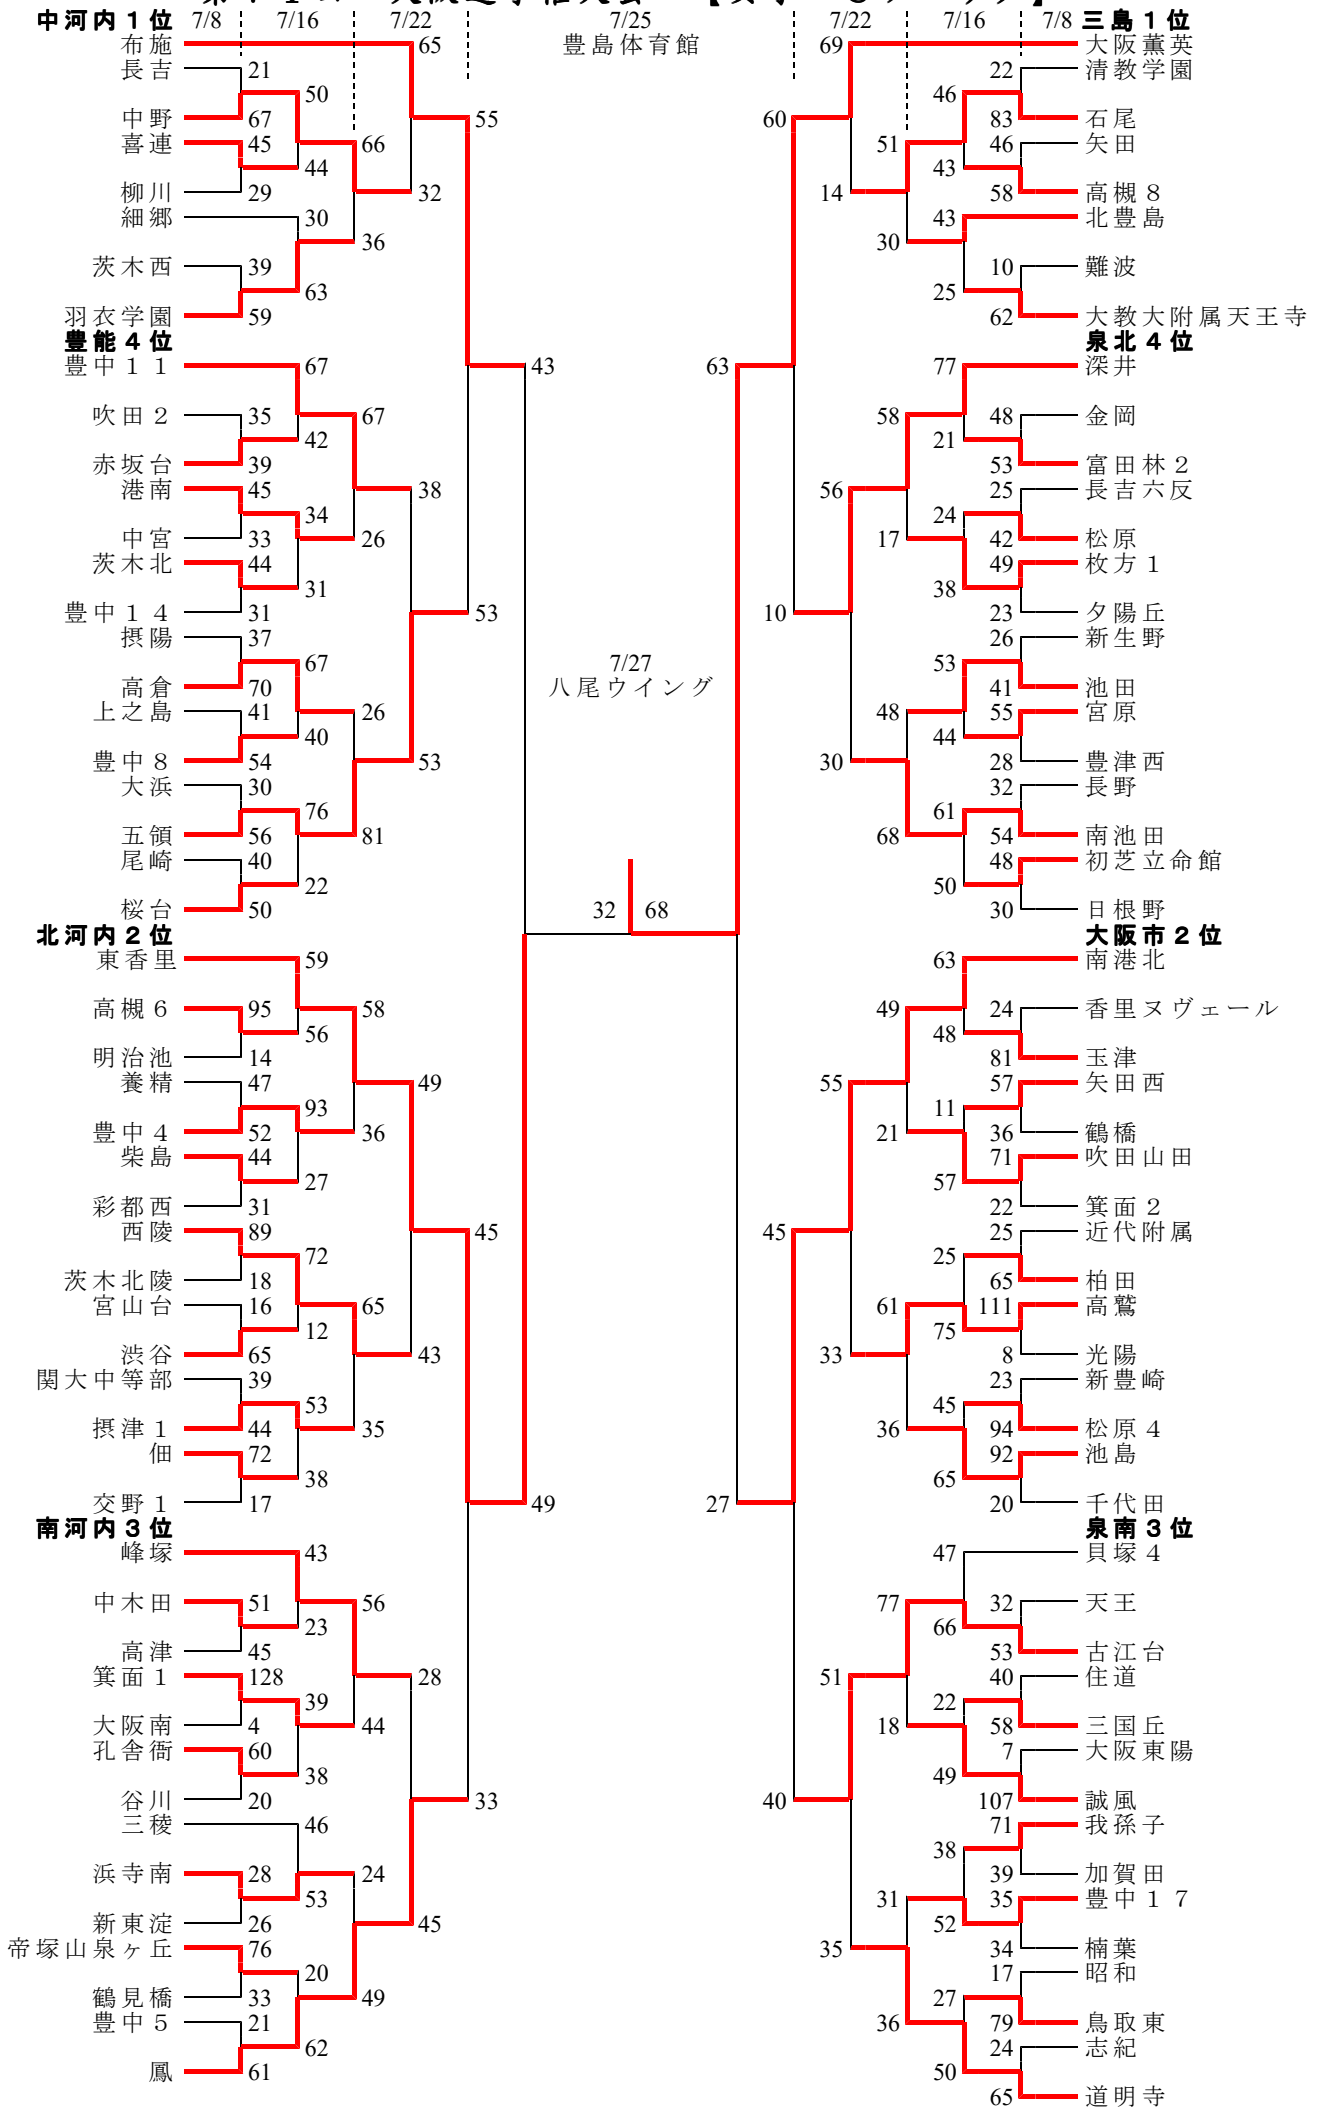 中河内１位 7/8 7/16 7/22 7/25 7/22 7/16 7/8 三島１位
豊島体育館
布施 65 69 大阪薫英
長吉 21 22 清教学園
50 46
中野 67 55 60 83 石尾
喜連 45 66 51 46 矢田
44 43
柳川 29 32 14 58 高槻８
細郷 30 43 北豊島
36 30
茨木西 39 10 難波
63 25
羽衣学園 59 62 大教大附属天王寺
豊能４位 泉北４位
豊中１１ 67 43 63 77 深井
吹田２ 35 67 58 48 金岡
42 21
赤坂台 39 53 富田林２
港南 45 38 56 25 長吉六反
34 24
中宮 33 26 17 42 松原
茨木北 44 49 枚方１
31 38
豊中１４ 31 53 10 23 夕陽丘
摂陽 37 26 新生野
67 7/27 53
高倉 70 八尾ウイング 41 池田
上之島 41 26 48 55 宮原
40 44
豊中８ 54 53 30 28 豊津西
大浜 30 32 長野
76 61
五領 56 81 68 54 南池田
尾崎 40 48 初芝立命館
22 50
桜台 50 32 68 30 日根野
北河内２位 大阪市２位
東香里 59 63 南港北
高槻６ 95 58 49 24 香里ヌヴェール
56 48
明治池 14 81 玉津
養精 47 49 55 57 矢田西
93 11
豊中４ 52 36 21 36 鶴橋
柴島 44 71 吹田山田
27 57
彩都西 31 22 箕面２
西陵 89 45 45 25 近代附属
72 25
茨木北陵 18 65 柏田
宮山台 16 65 61 111 高鷲
12 75
渋谷 65 43 33 8 光陽
関大中等部 39 23 新豊崎
53 45
摂津１ 44 35 36 94 松原４
佃 72 92 池島
38 65
交野１ 17 49 27 20 千代田
南河内３位 泉南３位
峰塚 43 47 貝塚４
中木田 51 56 77 32 天王
23 66
高津 45 53 古江台
箕面１ 128 28 51 40 住道
39 22
大阪南 4 44 18 58 三国丘
孔舎衙 60 7 大阪東陽
38 49
谷川 20 33 40 107 誠風
三稜 46 71 我孫子
38
浜寺南 28 24 39 加賀田
53 31 35 豊中１７
新東淀 26 45 52
帝塚山泉ヶ丘 76 35 34 楠葉
20 17 昭和
鶴見橋 33 49 27
豊中５ 21 36 79 鳥取東
62 24 志紀
鳳 61 50
65 道明寺